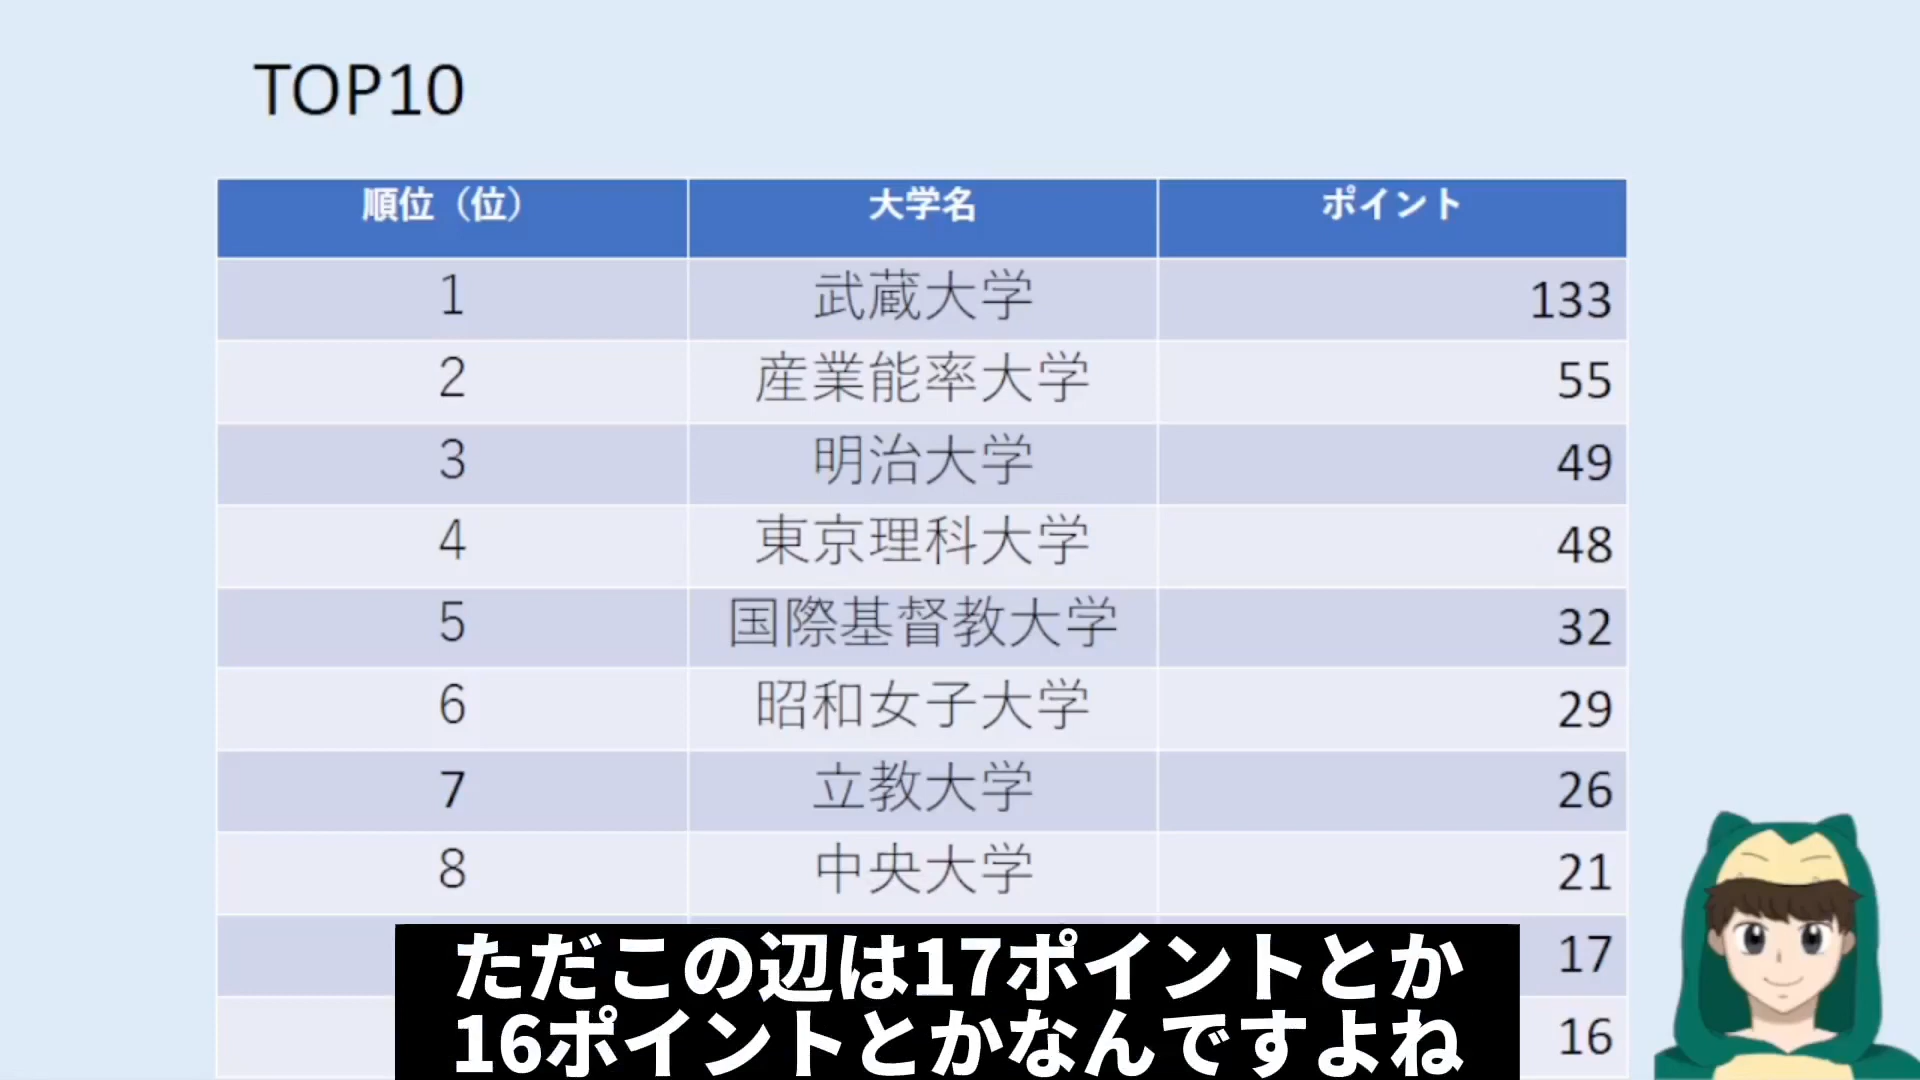 TOP10
順位（位） 大学名 ポイント
1 武蔵大学 133
2 産業能率大学 55
3 明治大学 49
4 東京理科大学 48
5 国際基督教大学 32
6 昭和女子大学 29
7 立教大学 26
8 中央大学 21
17
16
ただこの辺は17ポイントとか
16ポイントとかなんですよね